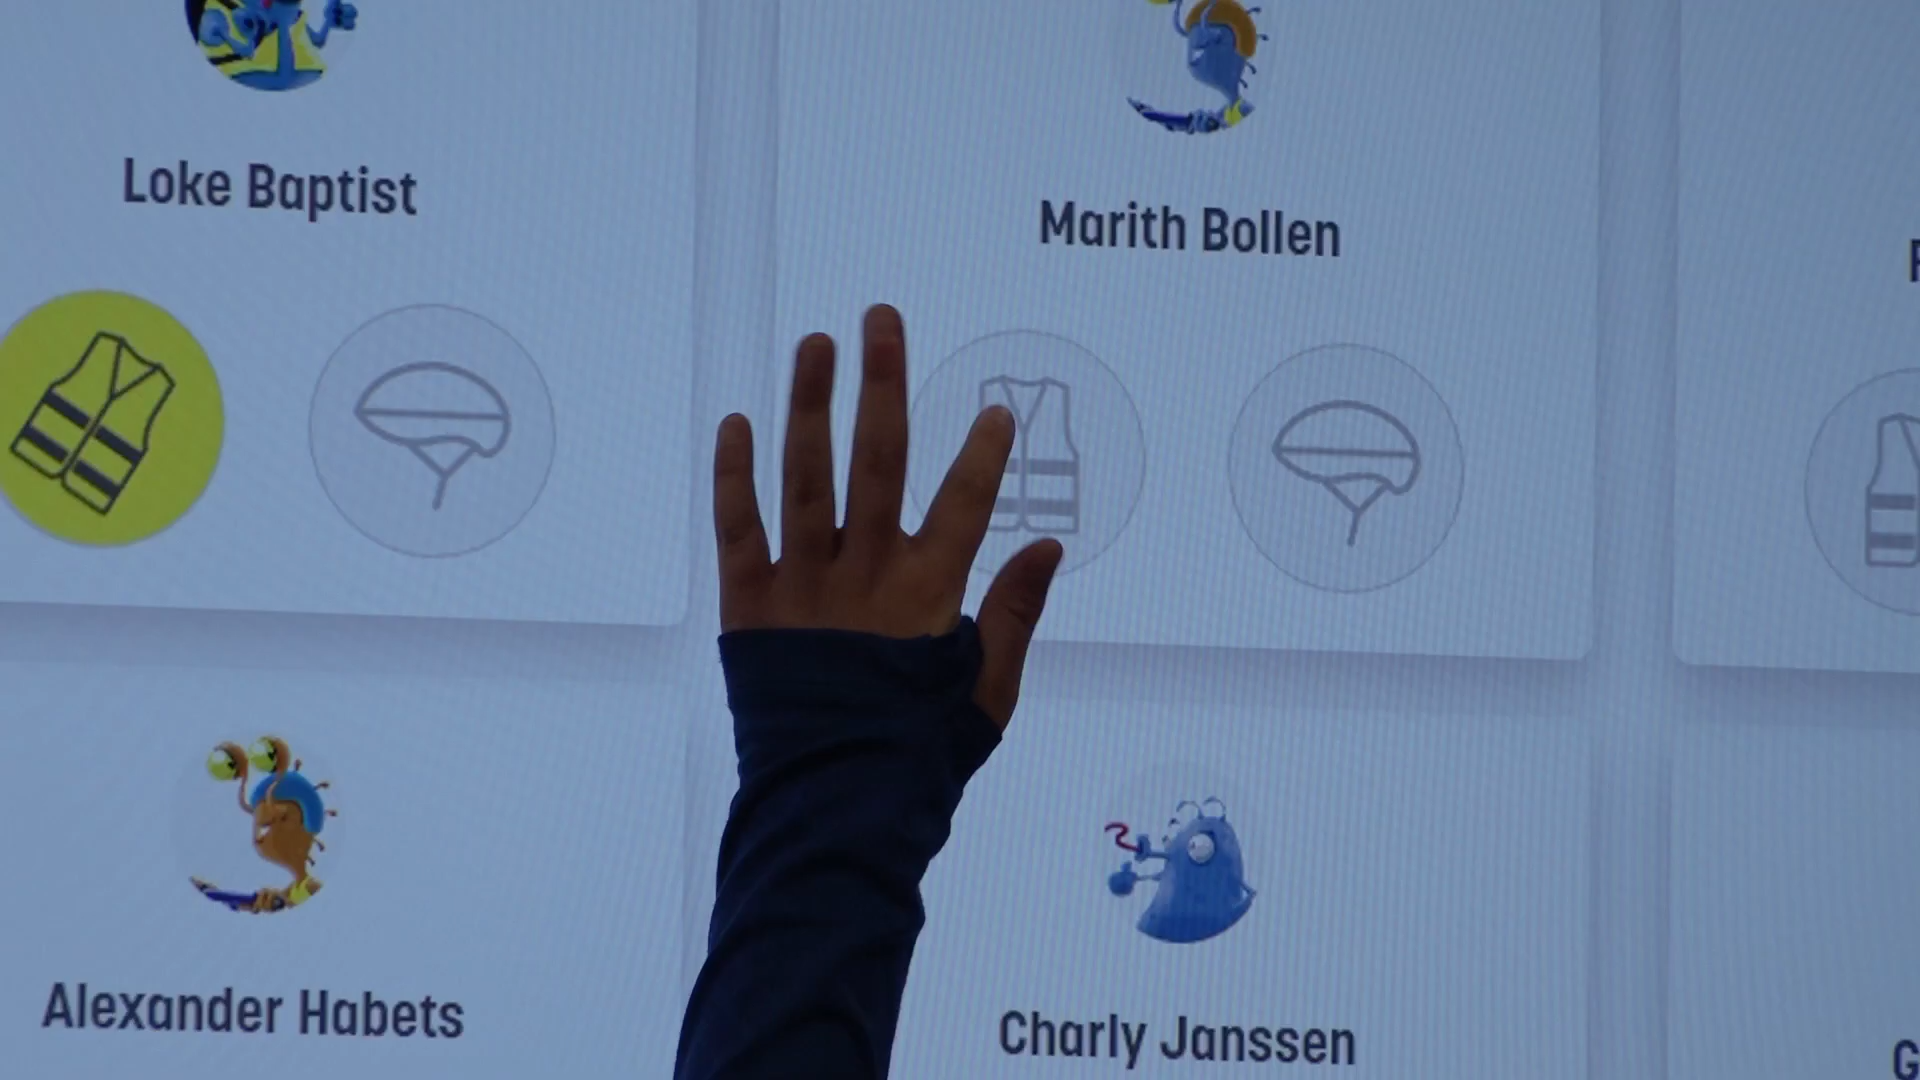 Loke Baptist
Marith Bollen
Alexander Habets
Charly Janssen